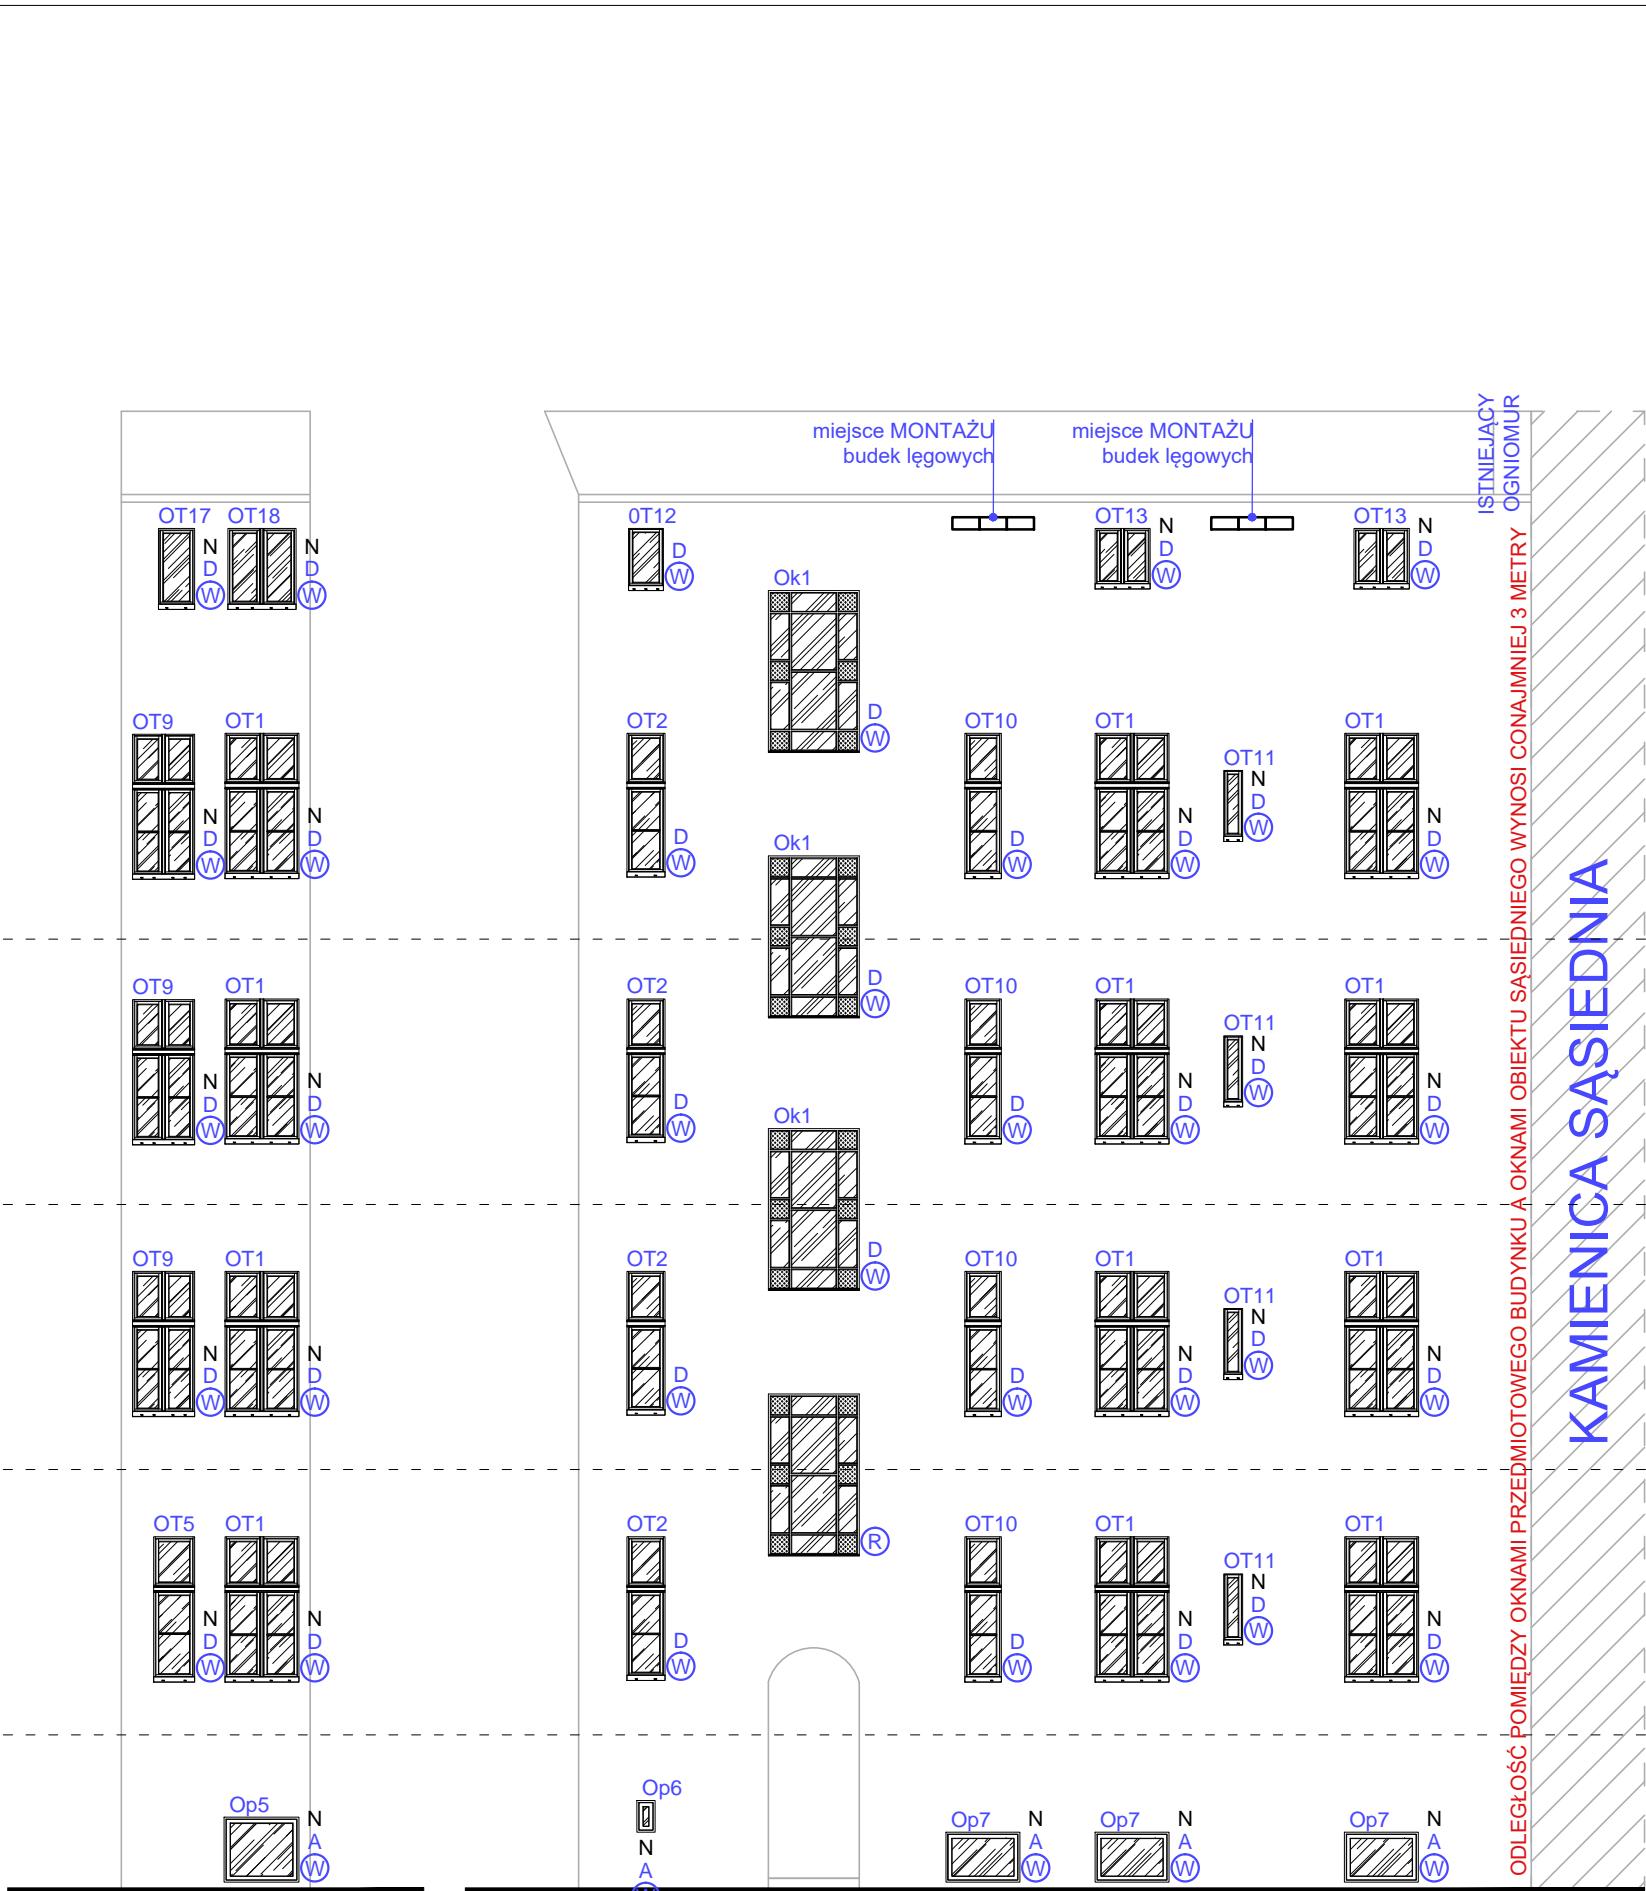 miejsce MONTAŻU
budek lęgowych
miejsce MONTAŻU
budek lęgowych
ISTNIEJĄCY
OGNIOMUR
OT17
N
D
W
OT18
N
D
W
0T12
D
W
OT13
N
D
W
OT13
N
D
W
Ok1
D
W
OT9
N
D
W
OT1
N
D
W
OT2
D
W
OT10
D
W
OT1
N
D
W
OT11
N
D
W
OT1
N
D
W
Ok1
D
W
OT9
N
D
W
OT1
N
D
W
OT2
D
W
OT10
D
W
OT1
N
D
W
OT11
N
D
W
OT1
N
D
W
Ok1
D
W
OT9
N
D
W
OT1
N
D
W
OT2
D
W
OT10
D
W
OT1
N
D
W
OT11
N
D
W
OT1
N
D
W
R
OT5
N
D
W
OT1
N
D
W
OT2
D
W
OT10
D
W
OT1
N
D
W
OT11
N
D
W
OT1
N
D
W
Op5
N
A
W
Op6
N
A
Op7
N
A
W
Op7
N
A
W
Op7
N
A
W
ODLEGŁOŚĆ POMIĘDZY OKNAMI PRZEDMIOTOWEGO BUDYNKU A OKNAMI OBIEKTU SĄSIEDNIEGO WYNOSI CONAJMNIEJ 3 METRY
KAMIENICA SĄSIEDNIA